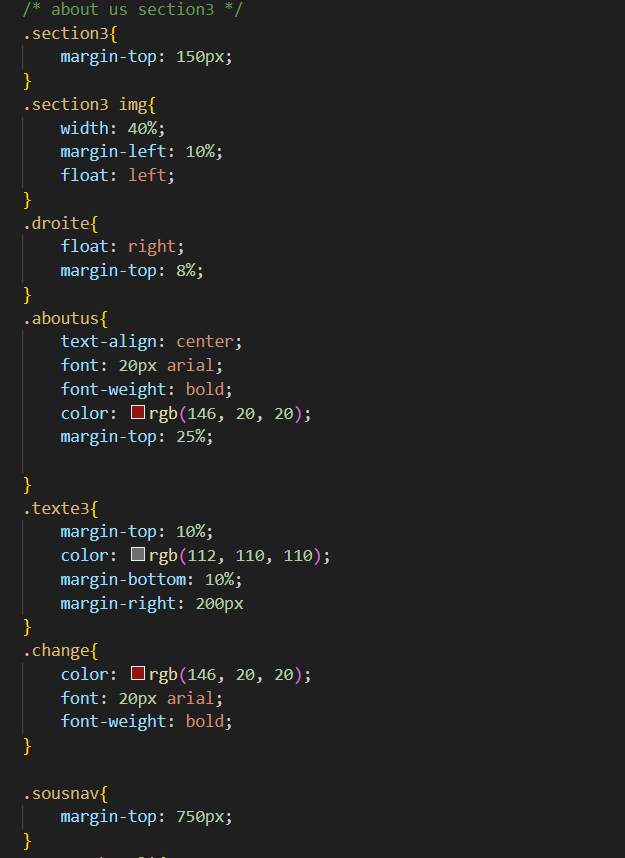 /* about us section3 */
.section3{
margin-top: 150px;
}
.section3 img{
width: 40%;
margin-left: 10%;
float: left;
}
.droite{
float: right;
margin-top: 8%;
}
.aboutus{
text-align: center;
font: 20px arial;
font-weight: bold;
color: rgb(146, 20, 20);
margin-top: 25%;
}
.texte3{
margin-top: 10%;
color: rgb(112, 110, 110);
margin-bottom: 10%;
margin-right: 200px
}
.change{
color: rgb(146, 20, 20);
font: 20px arial;
font-weight: bold;
}
.sousnav{
margin-top: 750px;
}